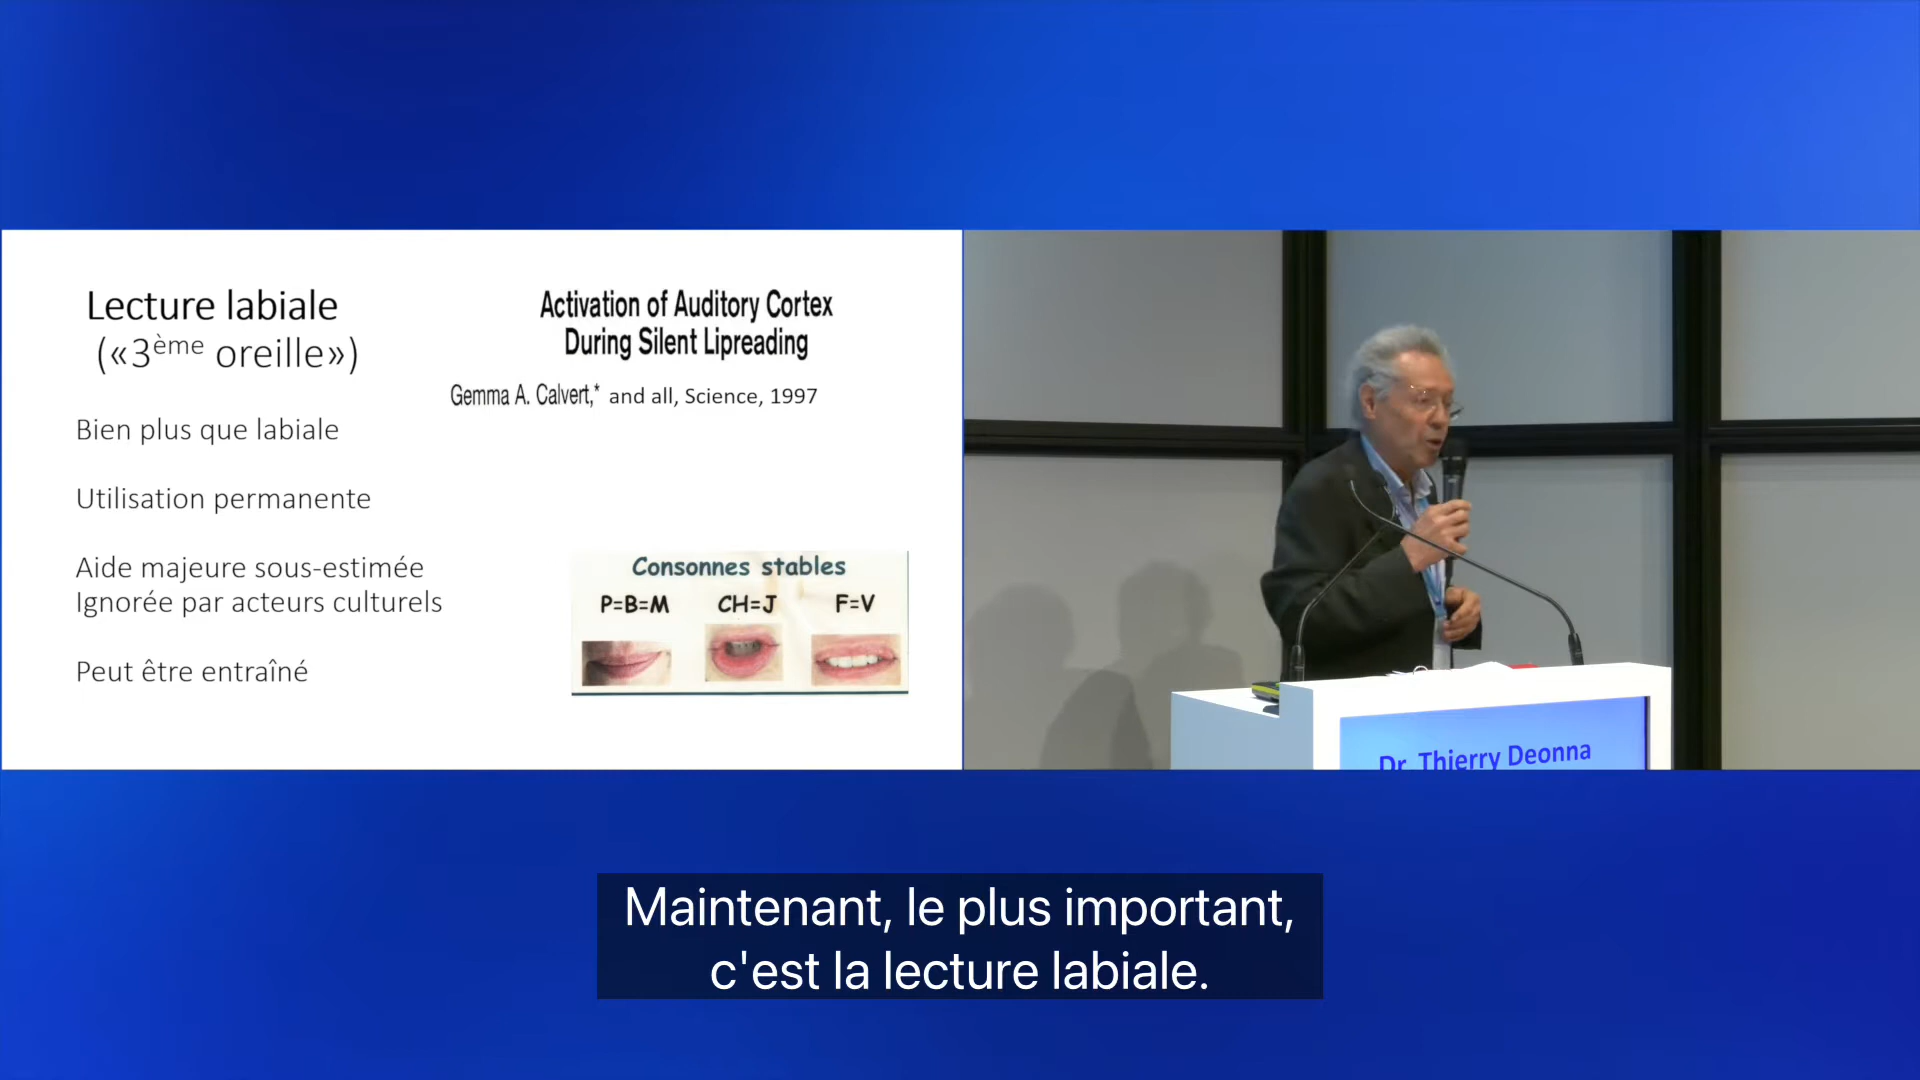 Lecture labiale
(«3ème oreille»)
Bien plus que labiale
Utilisation permanente
Aide majeure sous-estimée
Ignorée par acteurs culturels
Peut être entraîné
Activation of Auditory Cortex
During Silent Lipreading
Gemma A. Calvert,* and all, Science, 1997
Consonnes stables
P=B=M CH=J F=V
Dr. Thierry Deonna
Maintenant, le plus important,
c'est la lecture labiale.